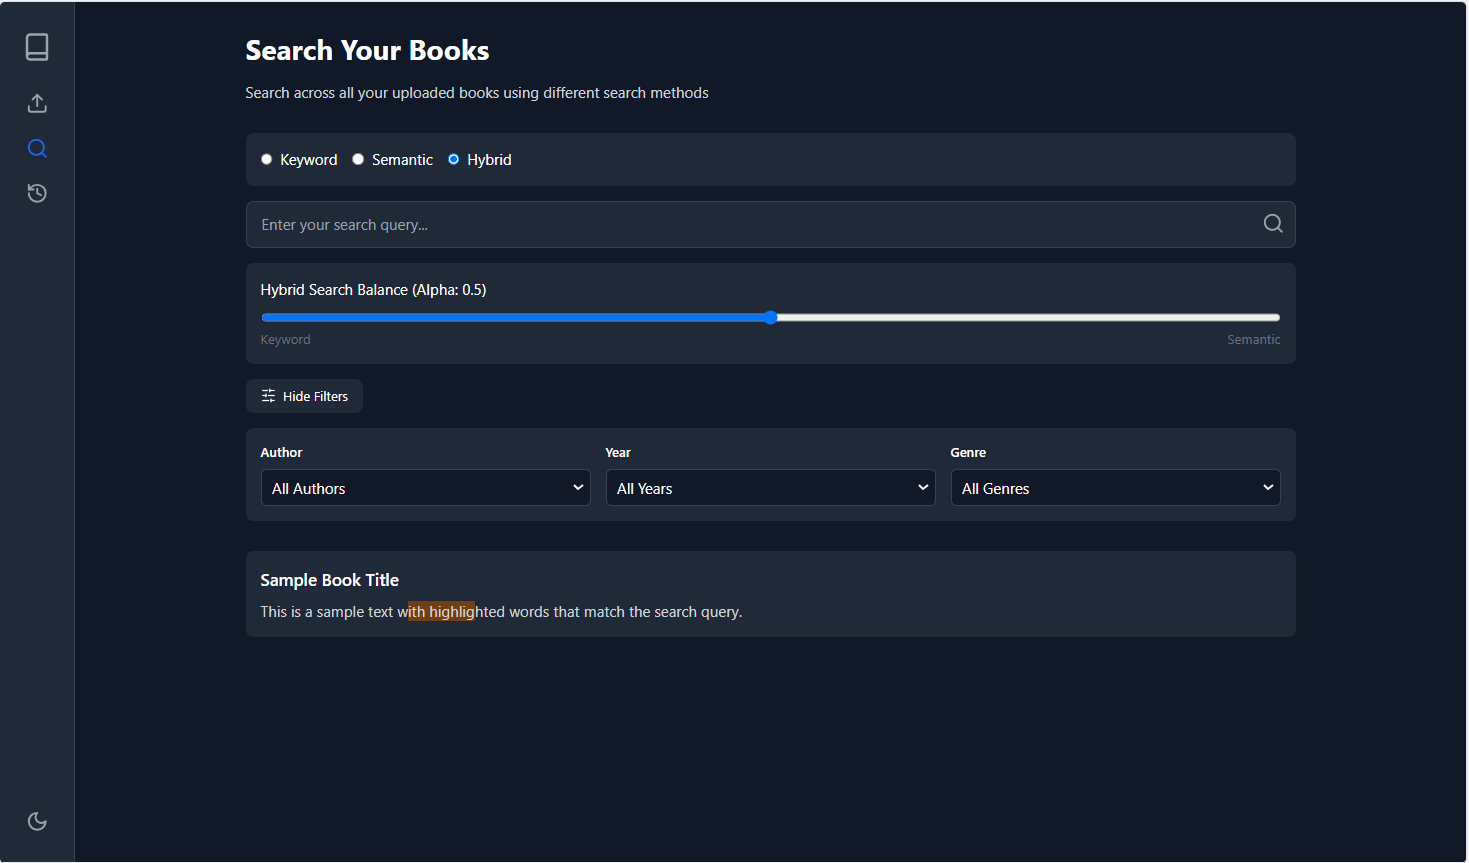 Search Your Books
Search across all your uploaded books using different search methods
Keyword Semantic Hybrid
Enter your search query...
Hybrid Search Balance (Alpha: 0.5)
Keyword Semantic
Hide Filters
Author Year Genre
All Authors All Years All Genres
Sample Book Title
This is a sample text with highlighted words that match the search query.